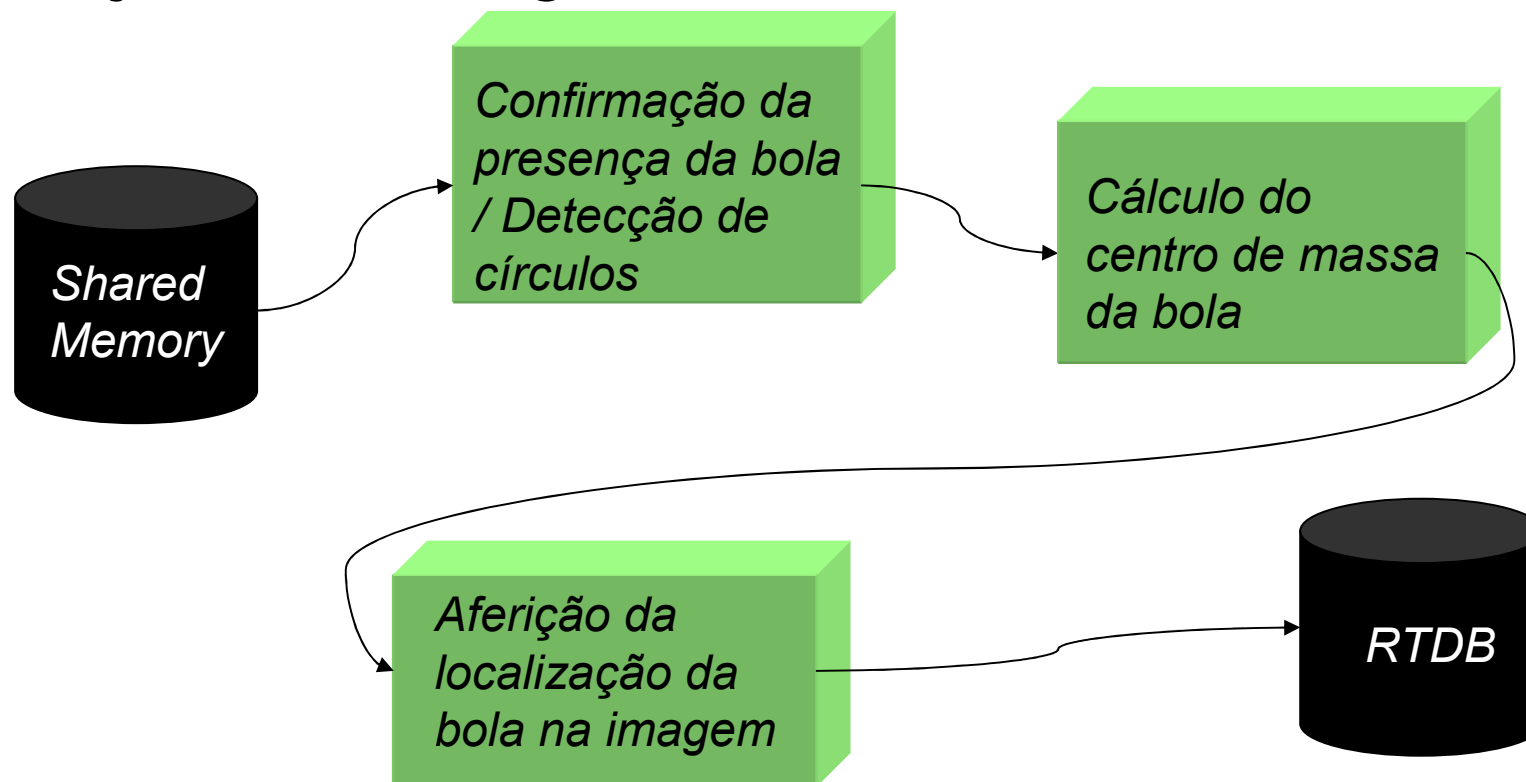 Shared
Memory
Confirmação da
presença da bola
/ Detecção de
círculos
Cálculo do
centro de massa
da bola
Aferição da
localização da
bola na imagem
RTDB